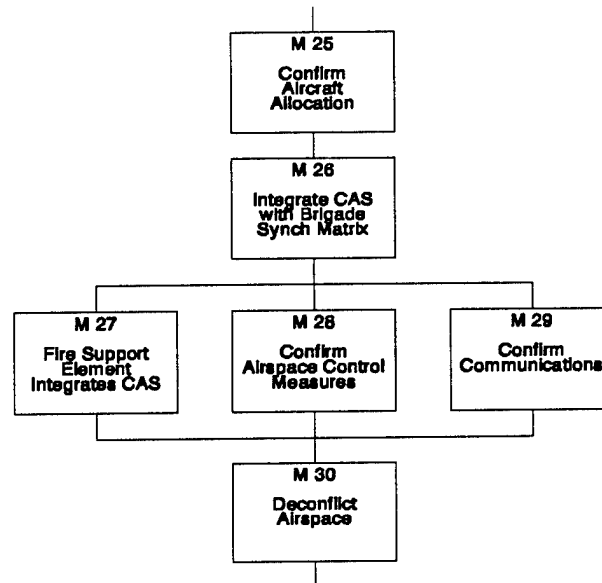 M 25
Confirm
Aircraft
Allocation
M 26
Integrate CAS
with Brigade
Synch Matrix
M 27
Fire Support
Element
Integrates CAS
M 28
Confirm
Airspace Control
Measures
M 29
Confirm
Communications
M 30
Deconflict
Airspace